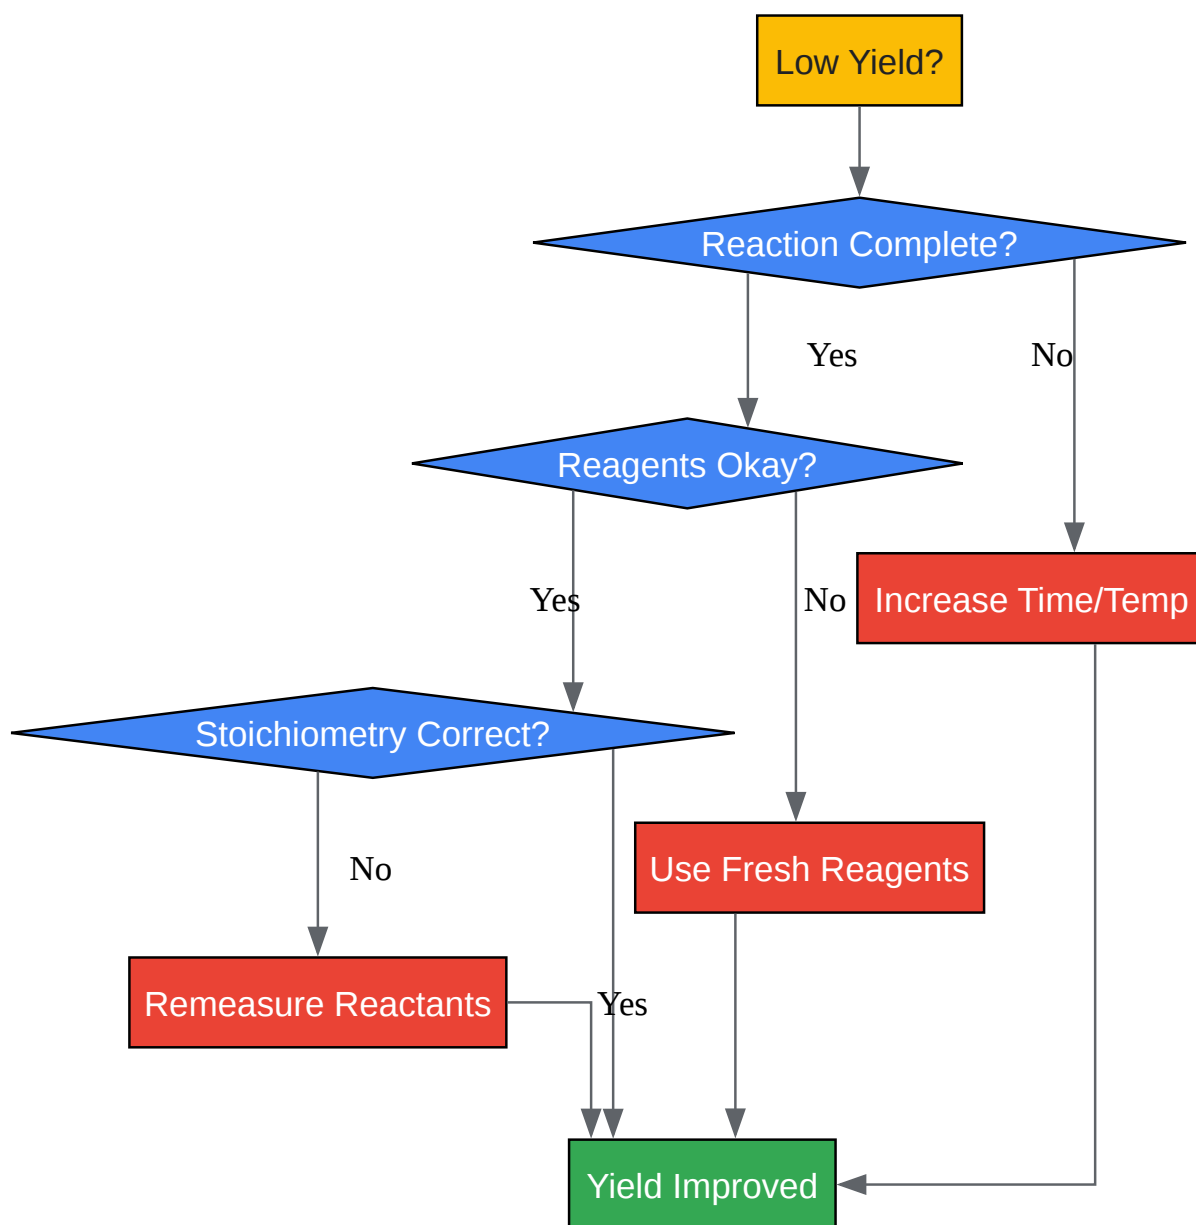 Low Yield?
Reaction Complete?
Yes
No
Reagents Okay?
Yes
No
Increase Time/Temp
Stoichiometry Correct?
No
Use Fresh Reagents
Remeasure Reactants
Yes
Yield Improved